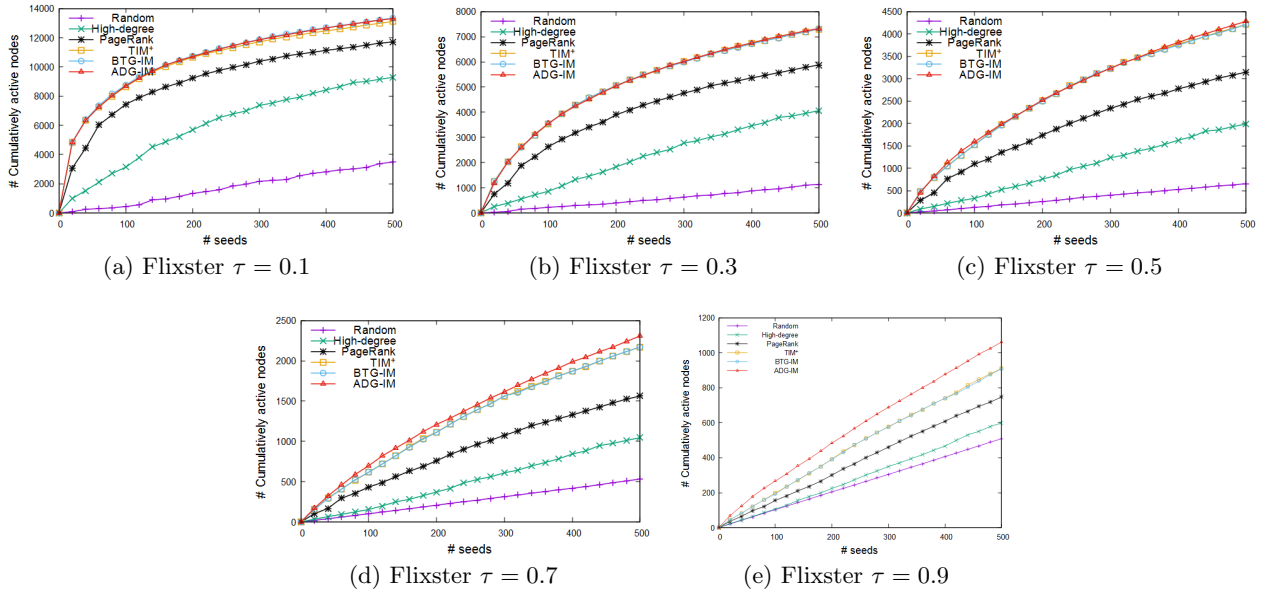 14000
12000
10000
8000
6000
4000
2000
0
# Cumulatively active nodes
Random
High-degree
PageRank
TIM⁺
BTG-IM
ADG-IM
0 100 200 300 400 500
# seeds
(a) Flixster τ = 0.1
8000
7000
6000
5000
4000
3000
2000
1000
0
# Cumulatively active nodes
Random
High-degree
PageRank
TIM⁺
BTG-IM
ADG-IM
0 100 200 300 400 500
# seeds
(b) Flixster τ = 0.3
4500
4000
3500
3000
2500
2000
1500
1000
500
0
# Cumulatively active nodes
Random
High-degree
PageRank
TIM⁺
BTG-IM
ADG-IM
0 100 200 300 400 500
# seeds
(c) Flixster τ = 0.5
2500
2000
1500
1000
500
0
# Cumulatively active nodes
Random
High-degree
PageRank
TIM⁺
BTG-IM
ADG-IM
0 100 200 300 400 500
# seeds
(d) Flixster τ = 0.7
1200
1000
800
600
400
200
0
# Cumulatively active nodes
Random
High-degree
PageRank
TIM⁺
BTG-IM
ADG-IM
0 100 200 300 400 500
# seeds
(e) Flixster τ = 0.9